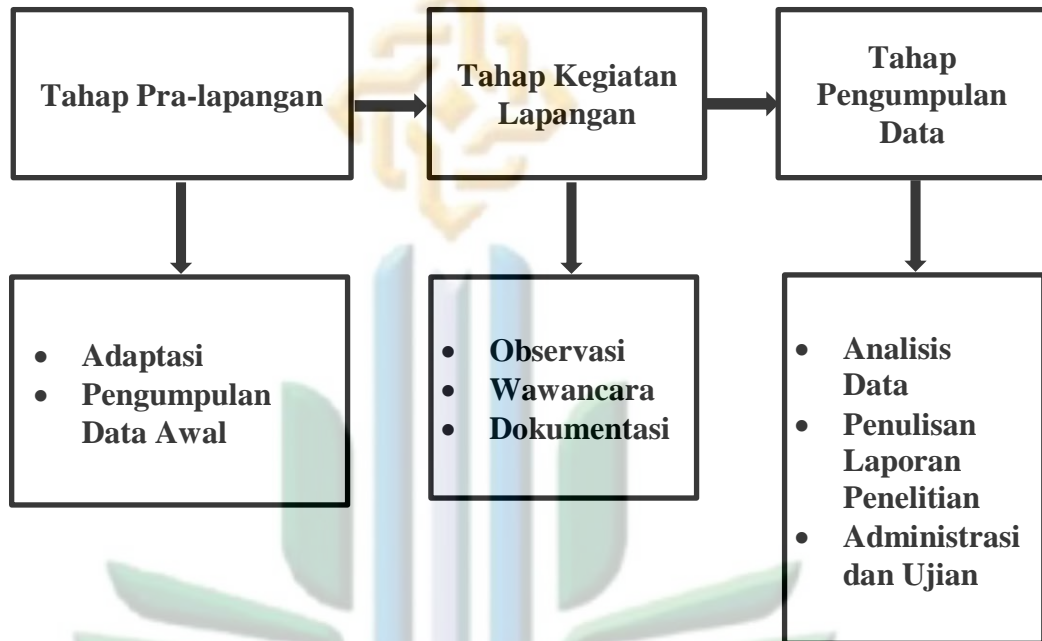 Tahap Pra-lapangan
Tahap Kegiatan
Lapangan
Tahap
Pengumpulan
Data
• Adaptasi
• Pengumpulan
Data Awal
• Observasi
• Wawancara
• Dokumentasi
• Analisis
Data
• Penulisan
Laporan
Penelitian
• Administrasi
dan Ujian